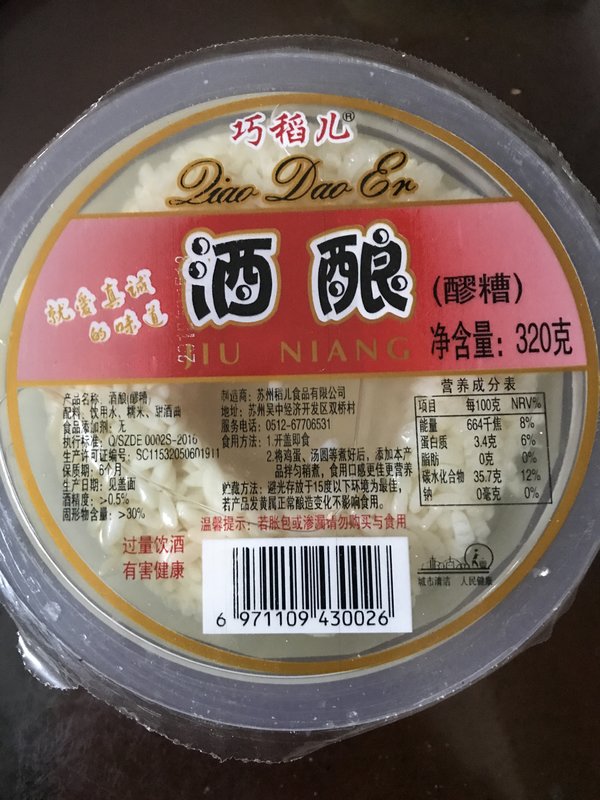 巧稻儿®
Qiao Dao Er
就爱真诚
的味道
酒酿
(醪糟)
JIU NIANG
净含量：320克
产品名称：酒酿(醪糟)
配料：饮用水、糯米、甜酒曲
食品添加剂：无
执行标准：Q/SZDE 0002S-2016
生产许可证编号：SC11532050601911
保质期：6个月
生产日期：见盖面
酒精度：>0.5%
固形物含量：>30%
制造商：苏州稻儿食品有限公司
地址：苏州吴中经济开发区双桥村
服务电话：0512-67706531
食用方法：1.开盖即食
2.将鸡蛋、汤圆等煮好后，添加本产
品拌匀稍煮，食用口感更佳更营养
贮藏方法：避光存放于15度以下环境为最佳，
若产品发黄属正常酿造变化不影响食用。
温馨提示：若胀包或渗漏请勿购买与食用
营养成分表
项目 每100克 NRV%
能量 664千焦 8%
蛋白质 3.4克 6%
脂肪 0克 0%
碳水化合物 35.7克 12%
钠 0毫克 0%
过量饮酒
有害健康
6 971109 430026
城市清洁 人民健康